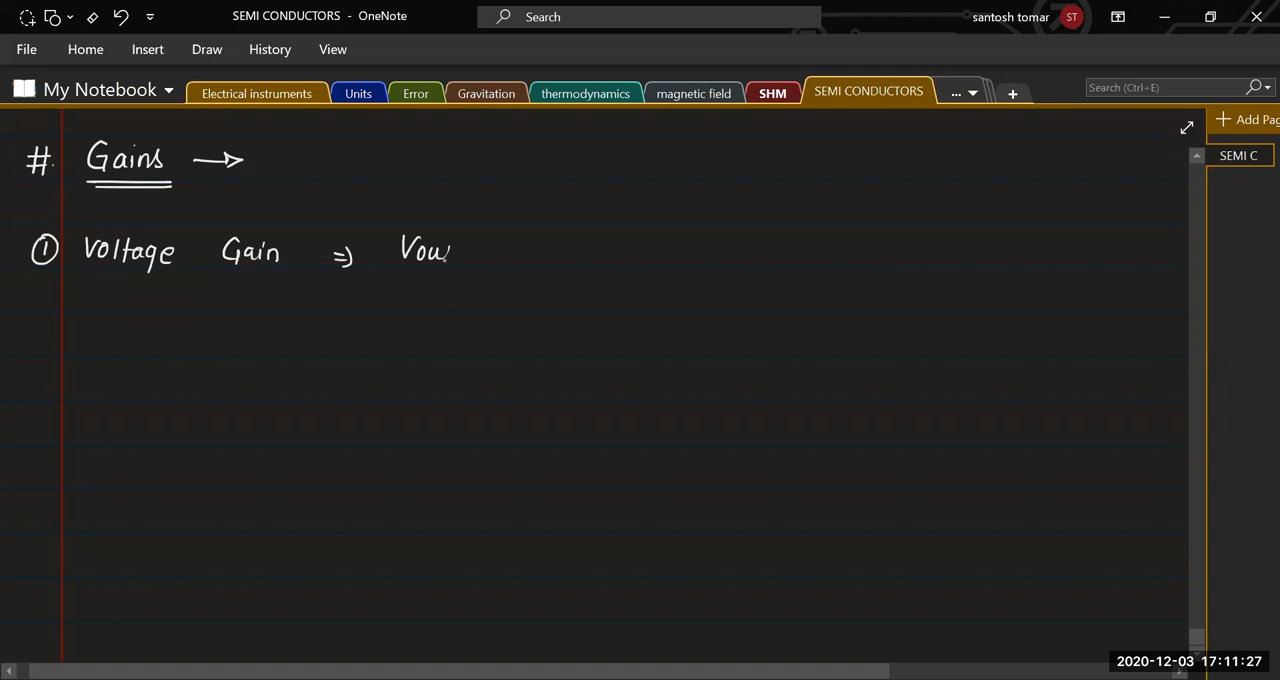 SEMI CONDUCTORS - OneNote
Search
santosh tomar
ST
File Home Insert Draw History View
My Notebook
Electrical instruments
Units
Error
Gravitation
thermodynamics
magnetic field
SHM
SEMI CONDUCTORS
...
Search (Ctrl+E)
Add Pag
SEMI C
# Gains →
① Voltage Gain ⇒ Vou
2020-12-03 17:11:27